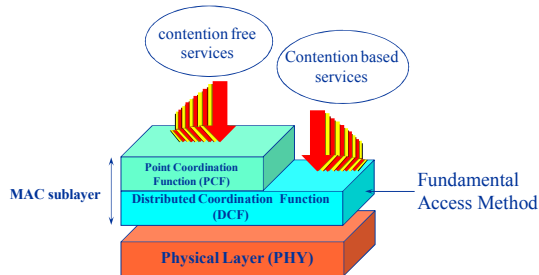 contention free
services
Contention based
services
Point Coordination
Function (PCF)
MAC sublayer
Distributed Coordination Function
(DCF)
Fundamental
Access Method
Physical Layer (PHY)